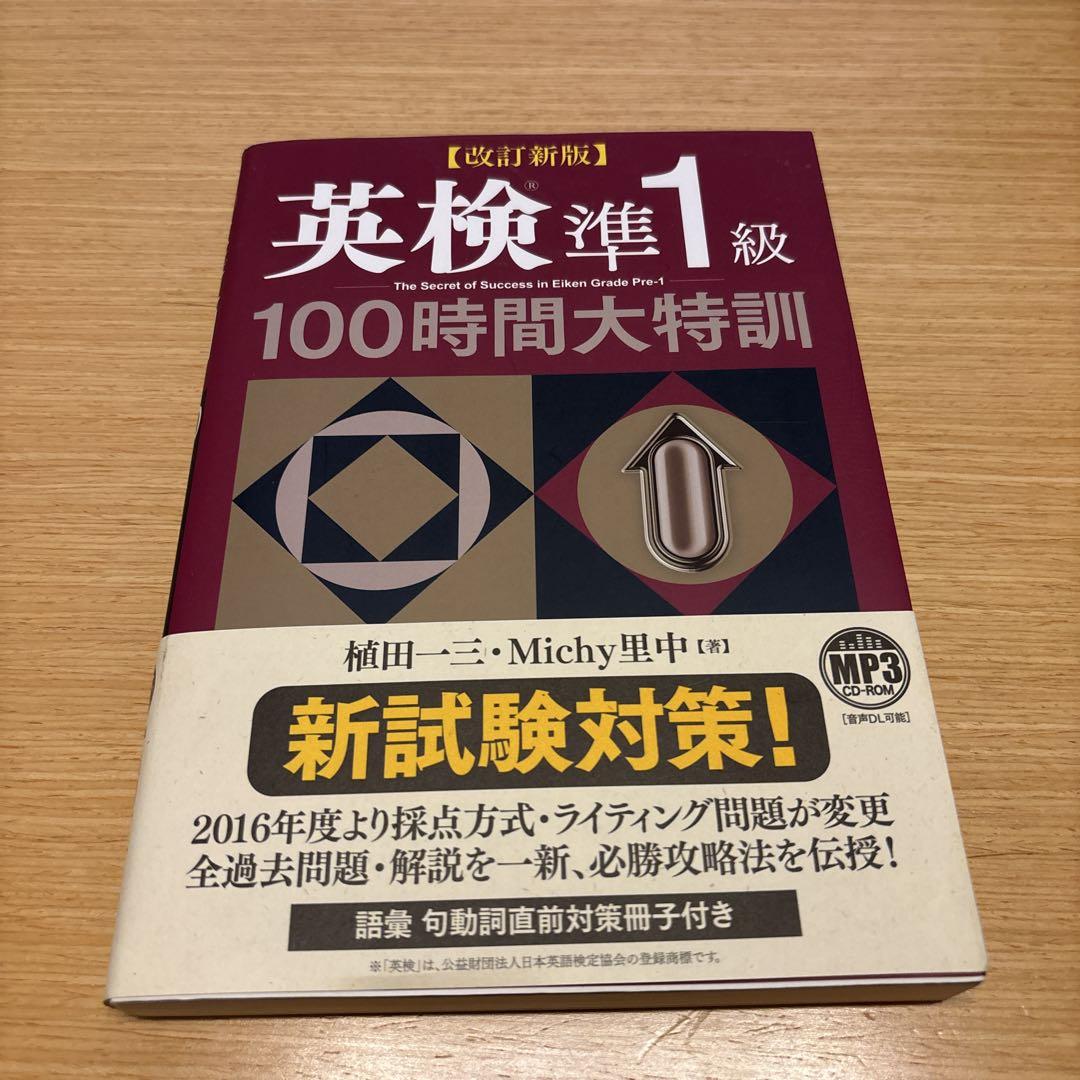 【改訂新版】
英検®準1級
The Secret of Success in Eiken Grade Pre-1
100時間大特訓
植田一三・Michy里中【著】
MP3
CD-ROM
［音声DL可能］
新試験対策！
2016年度より採点方式・ライティング問題が変更
全過去問題・解説を一新、必勝攻略法を伝授！
語彙 句動詞直前対策冊子付き
※「英検」は、公益財団法人日本英語検定協会の登録商標です。